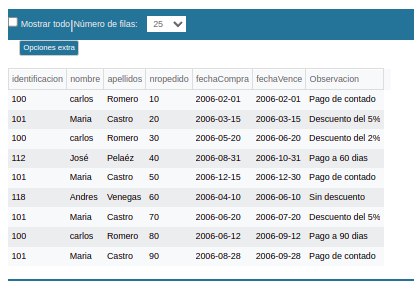 Mostrar todo | Número de filas: 25
Opciones extra
identificacion nombre apellidos nropedido fechaCompra fechaVence Observacion
100 carlos Romero 10 2006-02-01 2006-02-01 Pago de contado
101 Maria Castro 20 2006-03-15 2006-03-15 Descuento del 5%
100 carlos Romero 30 2006-05-20 2006-06-20 Descuento del 2%
112 José Pelaéz 40 2006-08-31 2006-10-31 Pago a 60 dias
101 Maria Castro 50 2006-12-15 2006-12-30 Pago de contado
118 Andres Venegas 60 2006-04-10 2006-06-10 Sin descuento
101 Maria Castro 70 2006-06-20 2006-07-20 Descuento del 5%
100 carlos Romero 80 2006-06-12 2006-09-12 Pago a 90 dias
101 Maria Castro 90 2006-08-28 2006-09-28 Pago de contado